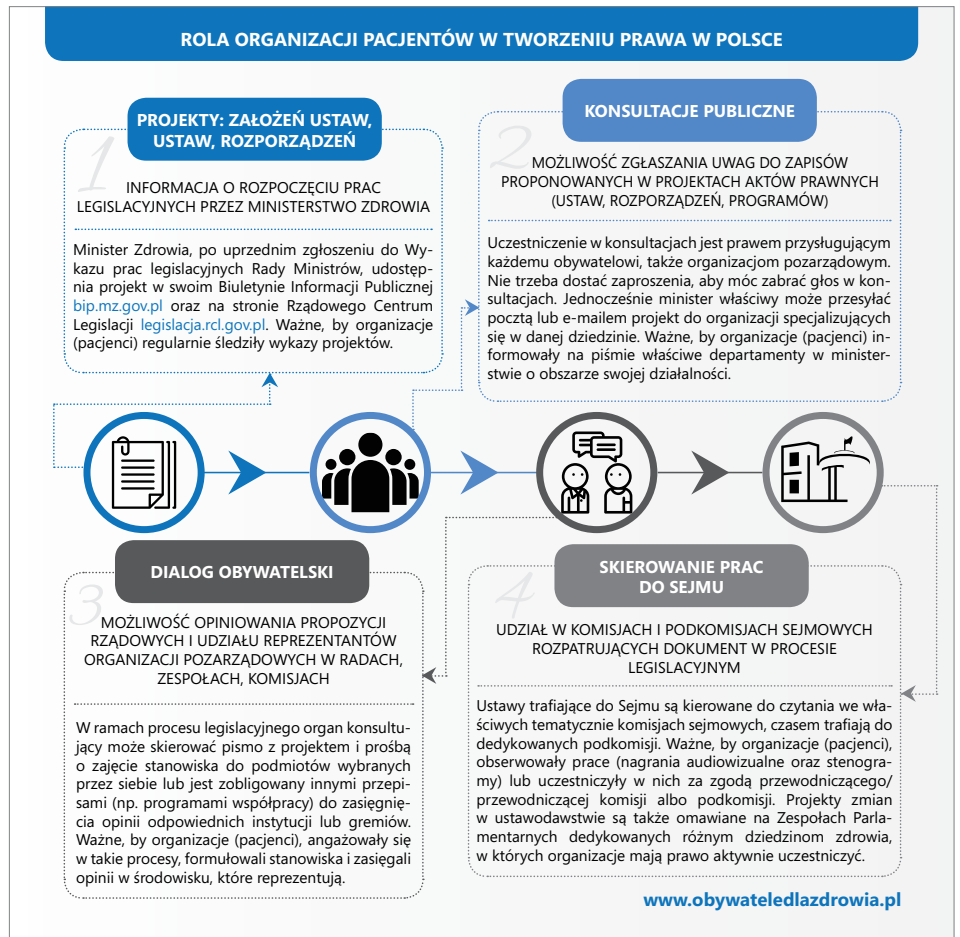 ROLA ORGANIZACJI PACJENTÓW W TWORZENIU PRAWA W POLSCE
1
PROJEKTY: ZAŁOŻEŃ USTAW,
USTAW, ROZPORZĄDZEŃ
INFORMACJA O ROZPOCZĘCIU PRAC
LEGISLACYJNYCH PRZEZ MINISTERSTWO ZDROWIA
Minister Zdrowia, po uprzednim zgłoszeniu do Wy-
kazu prac legislacyjnych Rady Ministrów, udostęp-
nia projekt w swoim Biuletynie Informacji Publicznej
bip.mz.gov.pl oraz na stronie Rządowego Centrum
Legislacji legislacja.rcl.gov.pl. Ważne, by organizacje
(pacjenci) regularnie śledziły wykazy projektów.
2
KONSULTACJE PUBLICZNE
MOŻLIWOŚĆ ZGŁASZANIA UWAG DO ZAPISÓW
PROPONOWANYCH W PROJEKTACH AKTÓW PRAWNYCH
(USTAW, ROZPORZĄDZEŃ, PROGRAMÓW)
Uczestniczenie w konsultacjach jest prawem przysługującym
każdemu obywatelowi, także organizacjom pozarządowym.
Nie trzeba dostać zaproszenia, aby móc zabrać głos w kon-
sultacjach. Jednocześnie minister właściwy może przesyłać
pocztą lub e-mailem projekt do organizacji specjalizujących
się w danej dziedzinie. Ważne, by organizacje (pacjenci) in-
formowały na piśmie właściwe departamenty w minister-
stwie o obszarze swojej działalności.
3
DIALOG OBYWATELSKI
MOŻLIWOŚĆ OPINIOWANIA PROPOZYCJI
RZĄDOWYCH I UDZIAŁU REPREZENTANTÓW
ORGANIZACJI POZARZĄDOWYCH W RADACH,
ZESPOŁACH, KOMISJACH
W ramach procesu legislacyjnego organ konsultu-
jący może skierować pismo z projektem i prośbą
o zajęcie stanowiska do podmiotów wybranych
przez siebie lub jest zobligowany innymi przepi-
sami (np. programami współpracy) do zasięgnię-
cia opinii odpowiednich instytucji lub gremiów.
Ważne, by organizacje (pacjenci), angażowały się
w takie procesy, formułowali stanowiska i zasięgali
opinii w środowisku, które reprezentują.
4
SKIEROWANIE PRAC
DO SEJMU
UDZIAŁ W KOMISJACH I PODKOMISJACH SEJMOWYCH
ROZPATRUJĄCYCH DOKUMENT W PROCESIE
LEGISLACYJNYM
Ustawy trafiające do Sejmu są kierowane do czytania we wła-
ściwych tematycznie komisjach sejmowych, czasem trafiają do
dedykowanych podkomisji. Ważne, by organizacje (pacjenci),
obserwowały prace (nagrania audiowizualne oraz stenogra-
my) lub uczestniczyły w nich za zgodą przewodniczącego/
przewodniczącej komisji albo podkomisji. Projekty zmian
w ustawodawstwie są także omawiane na Zespołach Parla-
mentarnych dedykowanych różnym dziedzinom zdrowia,
w których organizacje mają prawo aktywnie uczestniczyć.
www.obywateledlazdrowia.pl